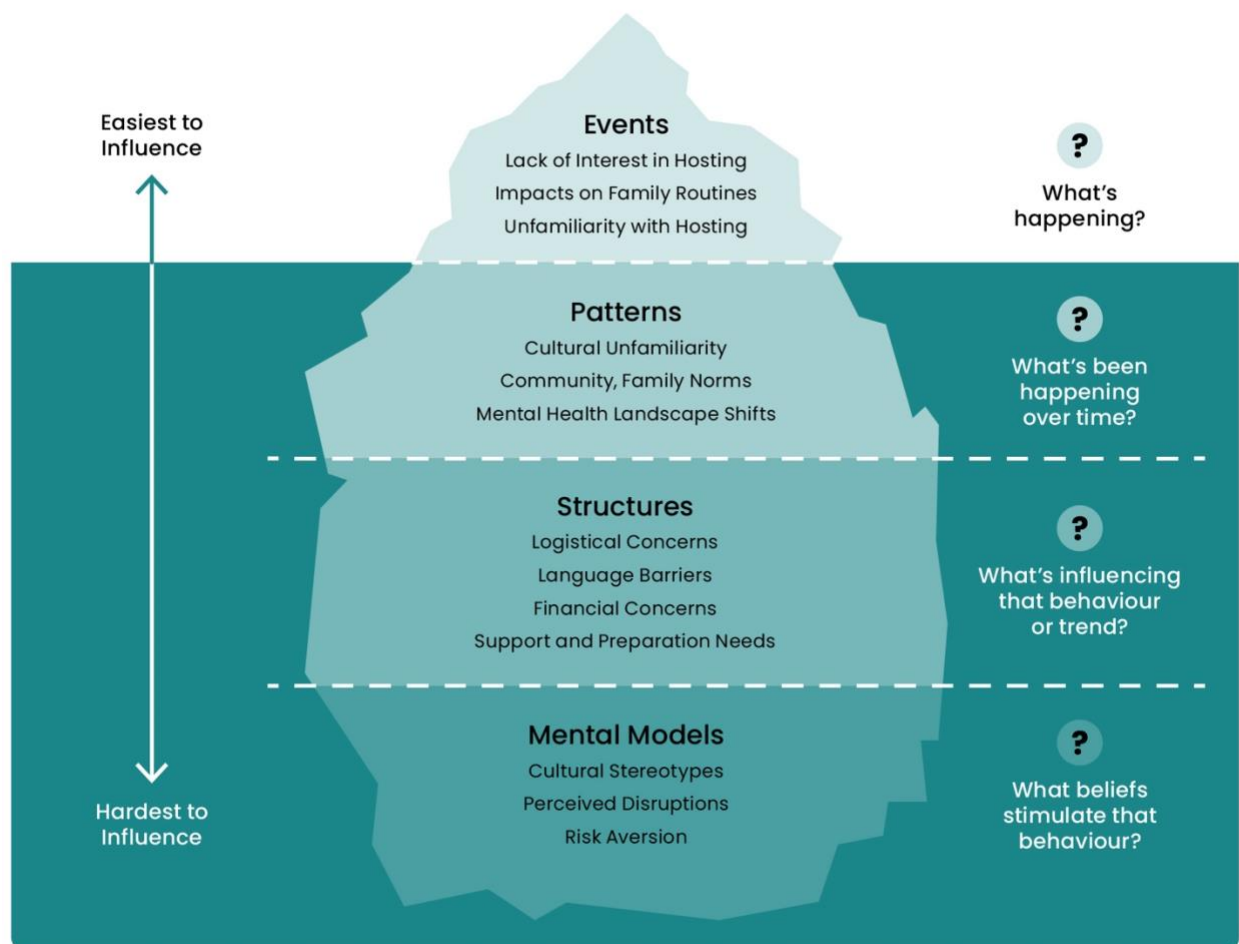 Easiest to
Influence
Events
Lack of Interest in Hosting
Impacts on Family Routines
Unfamiliarity with Hosting
?
What's
happening?
Patterns
Cultural Unfamiliarity
Community, Family Norms
Mental Health Landscape Shifts
?
What's been
happening
over time?
Structures
Logistical Concerns
Language Barriers
Financial Concerns
Support and Preparation Needs
?
What's influencing
that behaviour
or trend?
Mental Models
Cultural Stereotypes
Perceived Disruptions
Risk Aversion
?
What beliefs
stimulate that
behaviour?
Hardest to
Influence